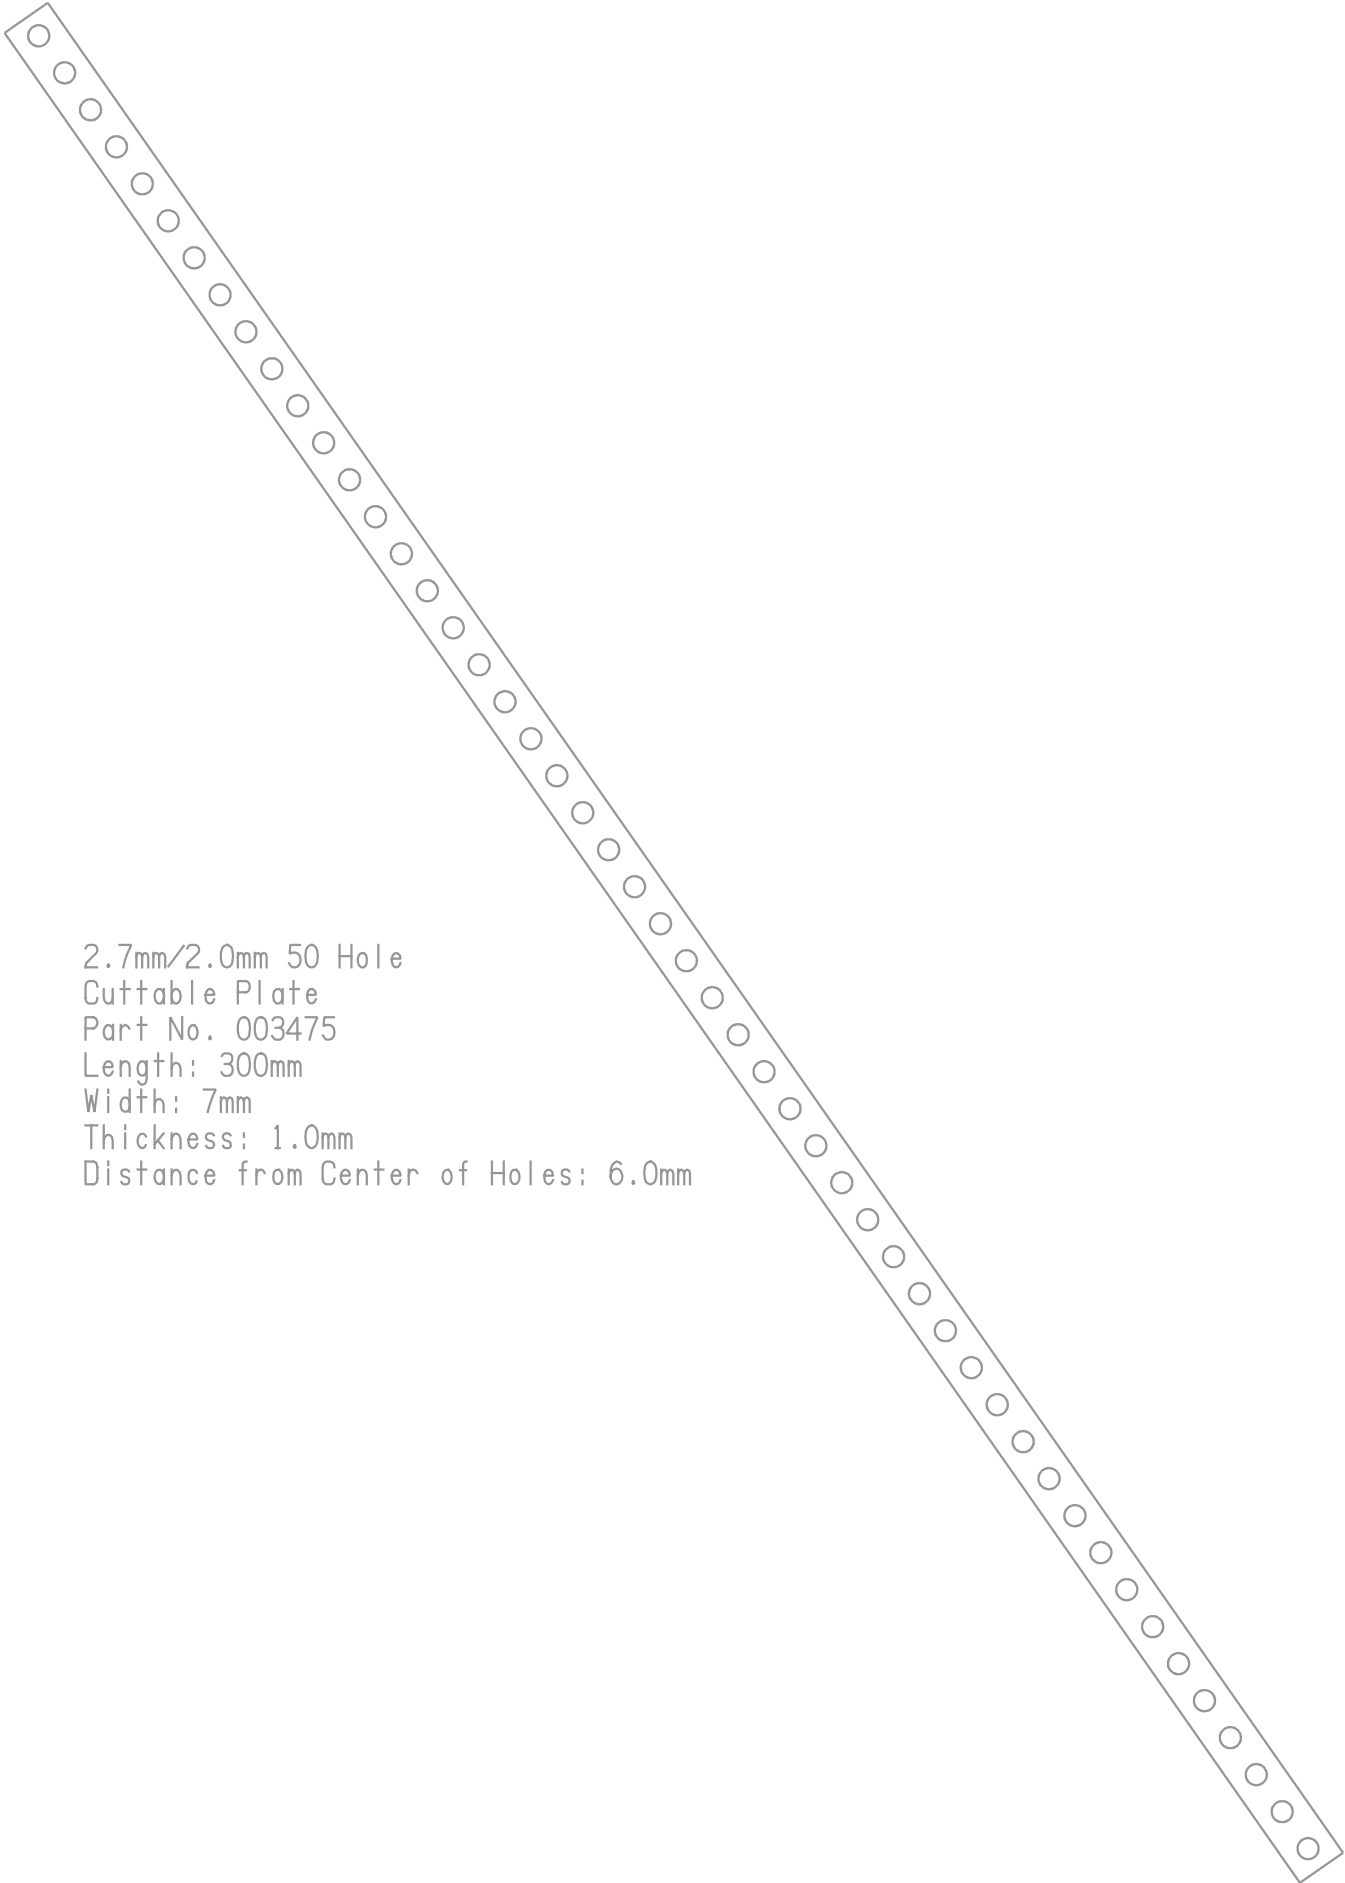 2.7mm/2.0mm 50 Hole
Cuttable Plate
Part No. 003475
Length: 300mm
Width: 7mm
Thickness: 1.0mm
Distance from Center of Holes: 6.0mm